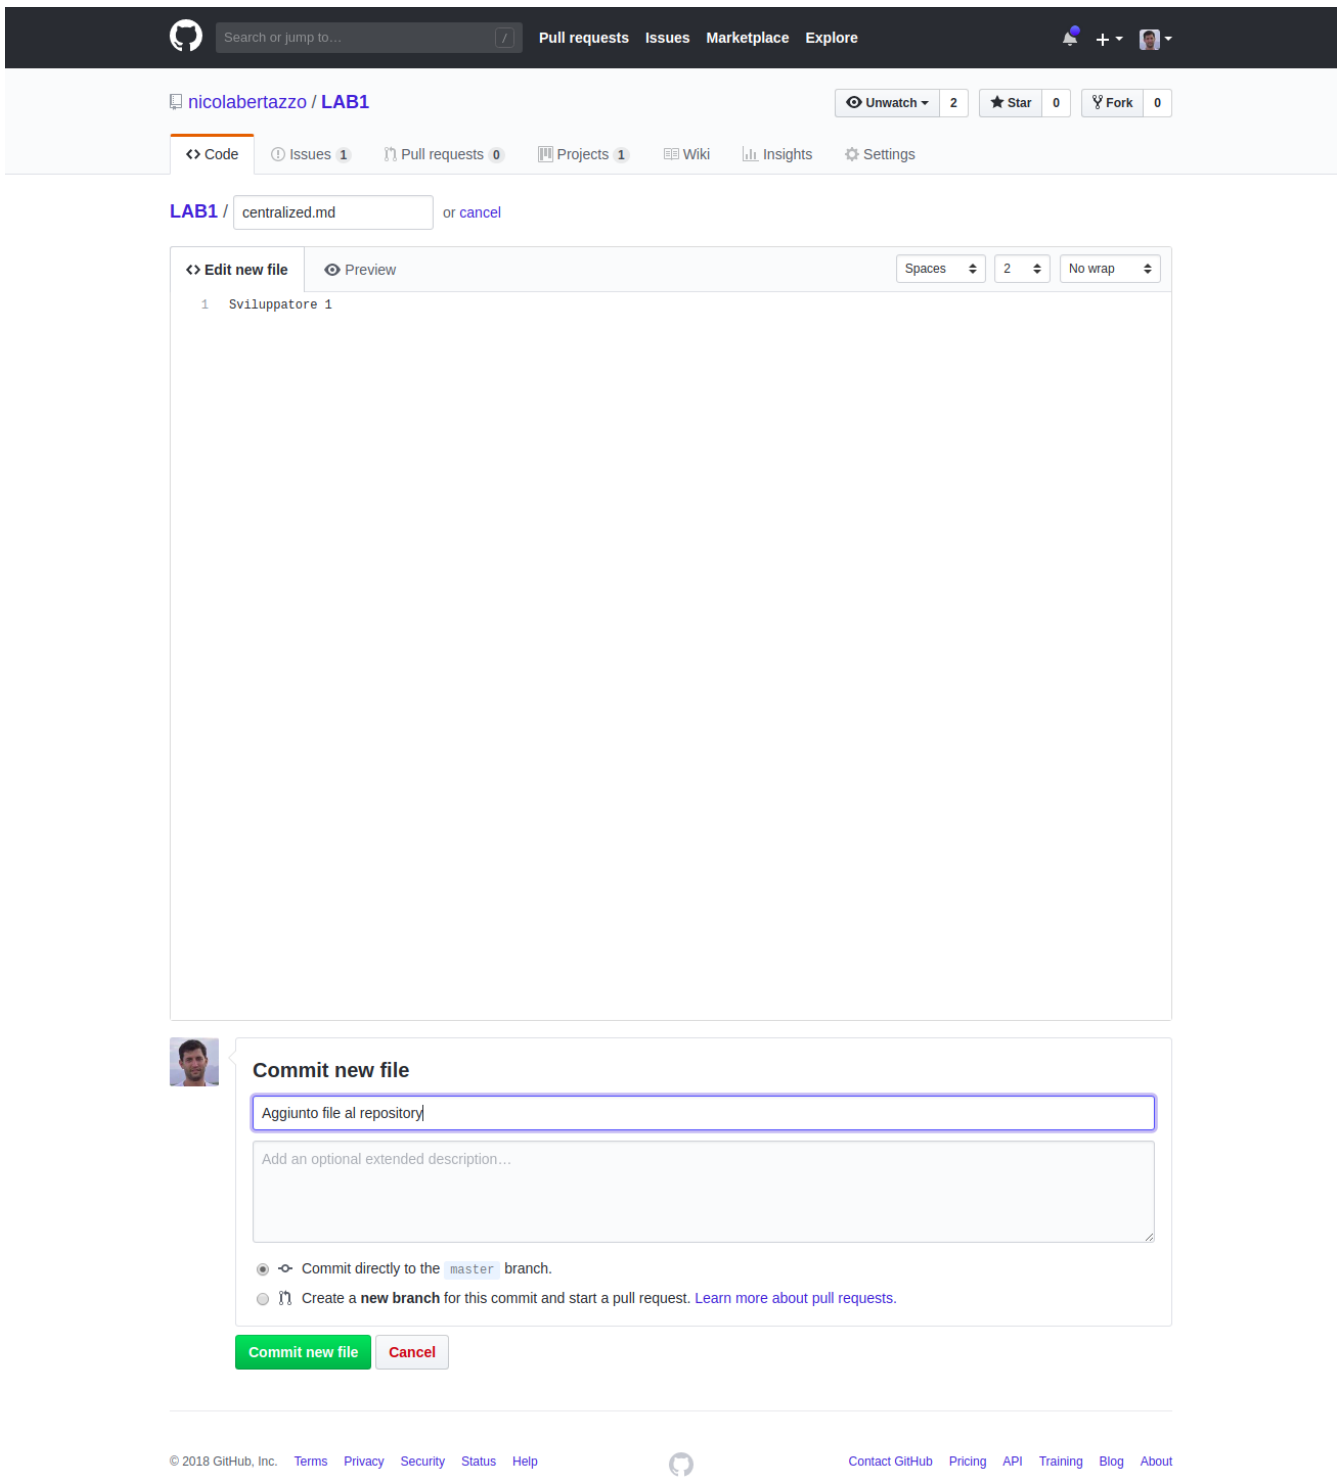 Search or jump to… / Pull requests Issues Marketplace Explore
nicolabertazzo / LAB1 Unwatch 2 Star 0 Fork 0
Code Issues 1 Pull requests 0 Projects 1 Wiki Insights Settings
LAB1 / centralized.md or cancel
Edit new file Preview Spaces 2 No wrap
1 Sviluppatore 1
Commit new file
Aggiunto file al repository
Add an optional extended description…
Commit directly to the master branch.
Create a new branch for this commit and start a pull request. Learn more about pull requests.
Commit new file Cancel
© 2018 GitHub, Inc. Terms Privacy Security Status Help Contact GitHub Pricing API Training Blog About